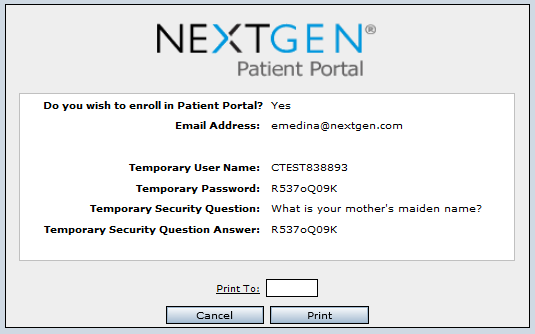 NEXTGEN®
Patient Portal
Do you wish to enroll in Patient Portal? Yes
Email Address: emedina@nextgen.com
Temporary User Name: CTEST838893
Temporary Password: R537oQ09K
Temporary Security Question: What is your mother's maiden name?
Temporary Security Question Answer: R537oQ09K
Print To:
Cancel Print